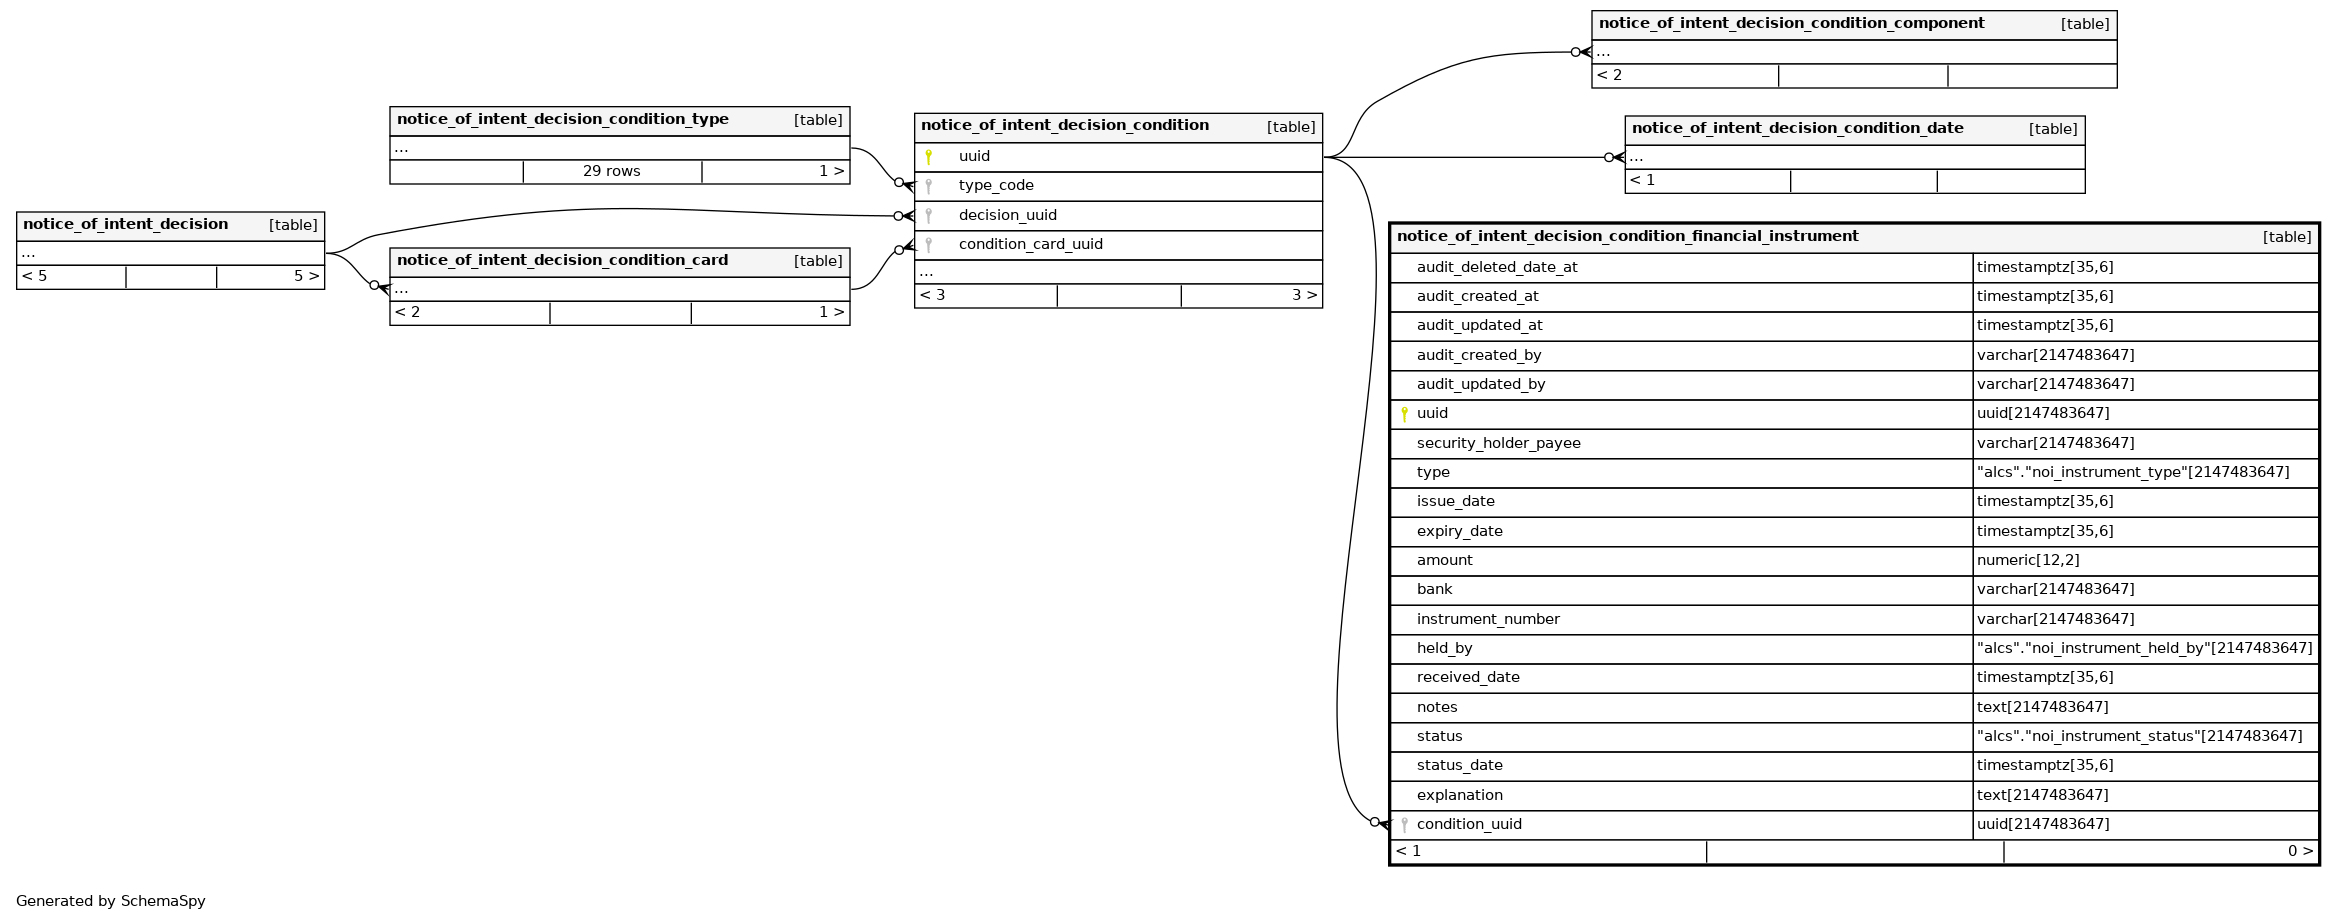 notice_of_intent_decision_condition_component [table]
...
< 2
notice_of_intent_decision_condition_type [table]
...
29 rows 1 >
notice_of_intent_decision_condition [table]
uuid
type_code
decision_uuid
condition_card_uuid
...
< 3 3 >
notice_of_intent_decision_condition_date [table]
...
< 1
notice_of_intent_decision [table]
...
< 5 5 >
notice_of_intent_decision_condition_card [table]
...
< 2 1 >
notice_of_intent_decision_condition_financial_instrument [table]
audit_deleted_date_at timestamptz[35,6]
audit_created_at timestamptz[35,6]
audit_updated_at timestamptz[35,6]
audit_created_by varchar[2147483647]
audit_updated_by varchar[2147483647]
uuid uuid[2147483647]
security_holder_payee varchar[2147483647]
type "alcs"."noi_instrument_type"[2147483647]
issue_date timestamptz[35,6]
expiry_date timestamptz[35,6]
amount numeric[12,2]
bank varchar[2147483647]
instrument_number varchar[2147483647]
held_by "alcs"."noi_instrument_held_by"[2147483647]
received_date timestamptz[35,6]
notes text[2147483647]
status "alcs"."noi_instrument_status"[2147483647]
status_date timestamptz[35,6]
explanation text[2147483647]
condition_uuid uuid[2147483647]
< 1 0 >
Generated by SchemaSpy